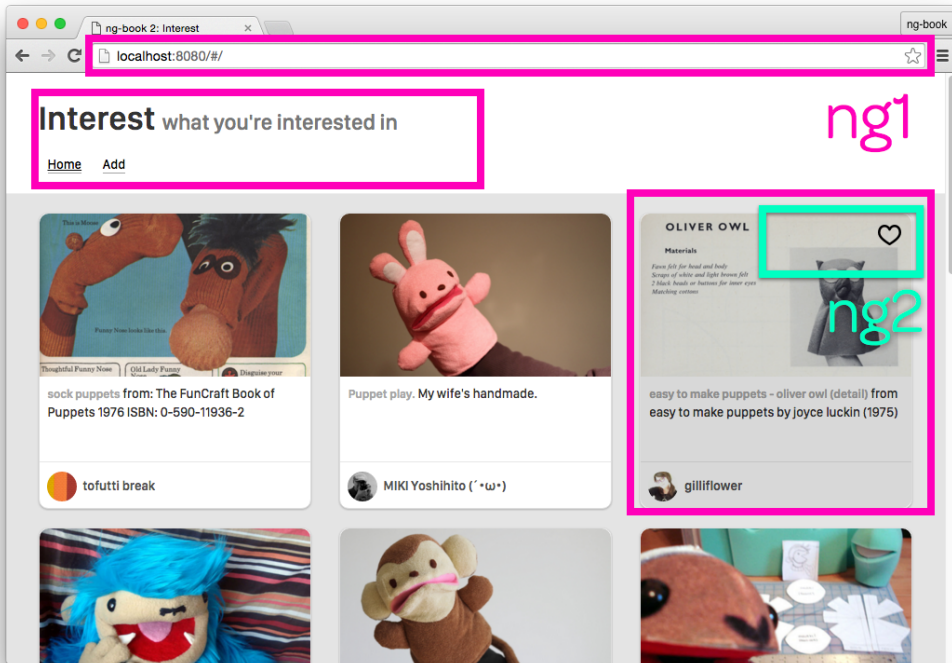 ng-book 2: Interest
ng-book
localhost:8080/#/
Interest what you're interested in
ng1
Home Add
This is Mouse
Funny Nose looks like this
Thoughtful Funny Nose
Old Lady Funny
Nose
Disguise your
sock puppets from: The FunCraft Book of
Puppets 1976 ISBN: 0-590-11936-2
tofutti break
Puppet play. My wife's handmade.
MIKI Yoshihito (´･ω･)
OLIVER OWL
Materials
Fawn felt for head and body
Scraps of white and light brown felt
2 black beads or buttons for inner eyes
Matching cottons
ng2
easy to make puppets - oliver owl (detail) from
easy to make puppets by joyce luckin (1975)
gilliflower